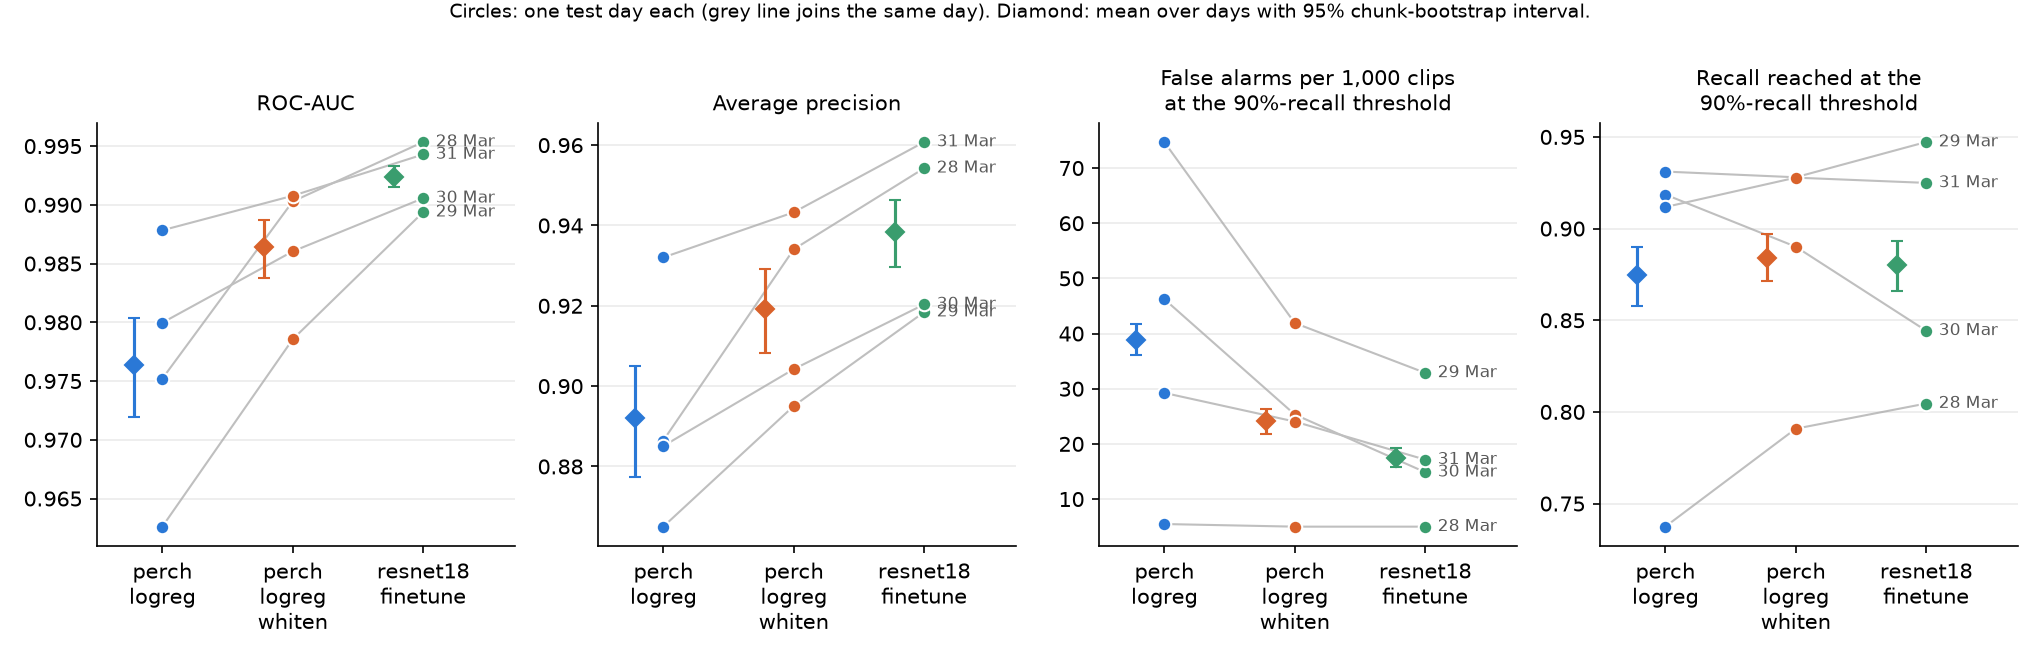 Circles: one test day each (grey line joins the same day). Diamond: mean over days with 95% chunk-bootstrap interval.
ROC-AUC
0.995
0.990
0.985
0.980
0.975
0.970
0.965
28 Mar
31 Mar
30 Mar
29 Mar
perch
logreg
perch
logreg
whiten
resnet18
finetune
Average precision
0.96
0.94
0.92
0.90
0.88
31 Mar
28 Mar
30 Mar
29 Mar
perch
logreg
perch
logreg
whiten
resnet18
finetune
False alarms per 1,000 clips
at the 90%-recall threshold
70
60
50
40
30
20
10
29 Mar
31 Mar
30 Mar
28 Mar
perch
logreg
perch
logreg
whiten
resnet18
finetune
Recall reached at the
90%-recall threshold
0.95
0.90
0.85
0.80
0.75
29 Mar
31 Mar
30 Mar
28 Mar
perch
logreg
perch
logreg
whiten
resnet18
finetune